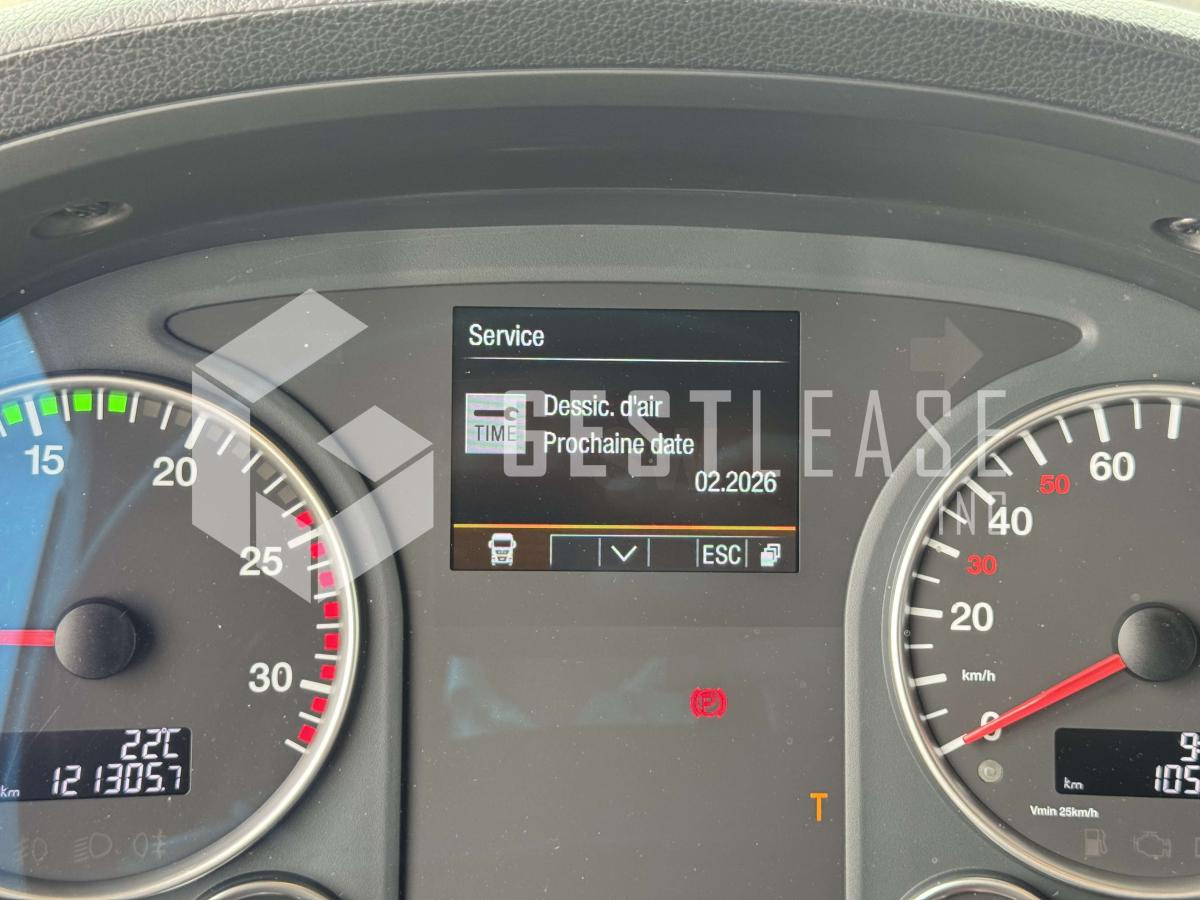 Service
TIME
Dessic. d'air
Prochaine date
02.2026
ESC
GESTLEASE
INC
15
20
25
30
22°C
km 121305.7
60
50
40
30
20
km/h
0
km 105
Vmin 25km/h
P
T